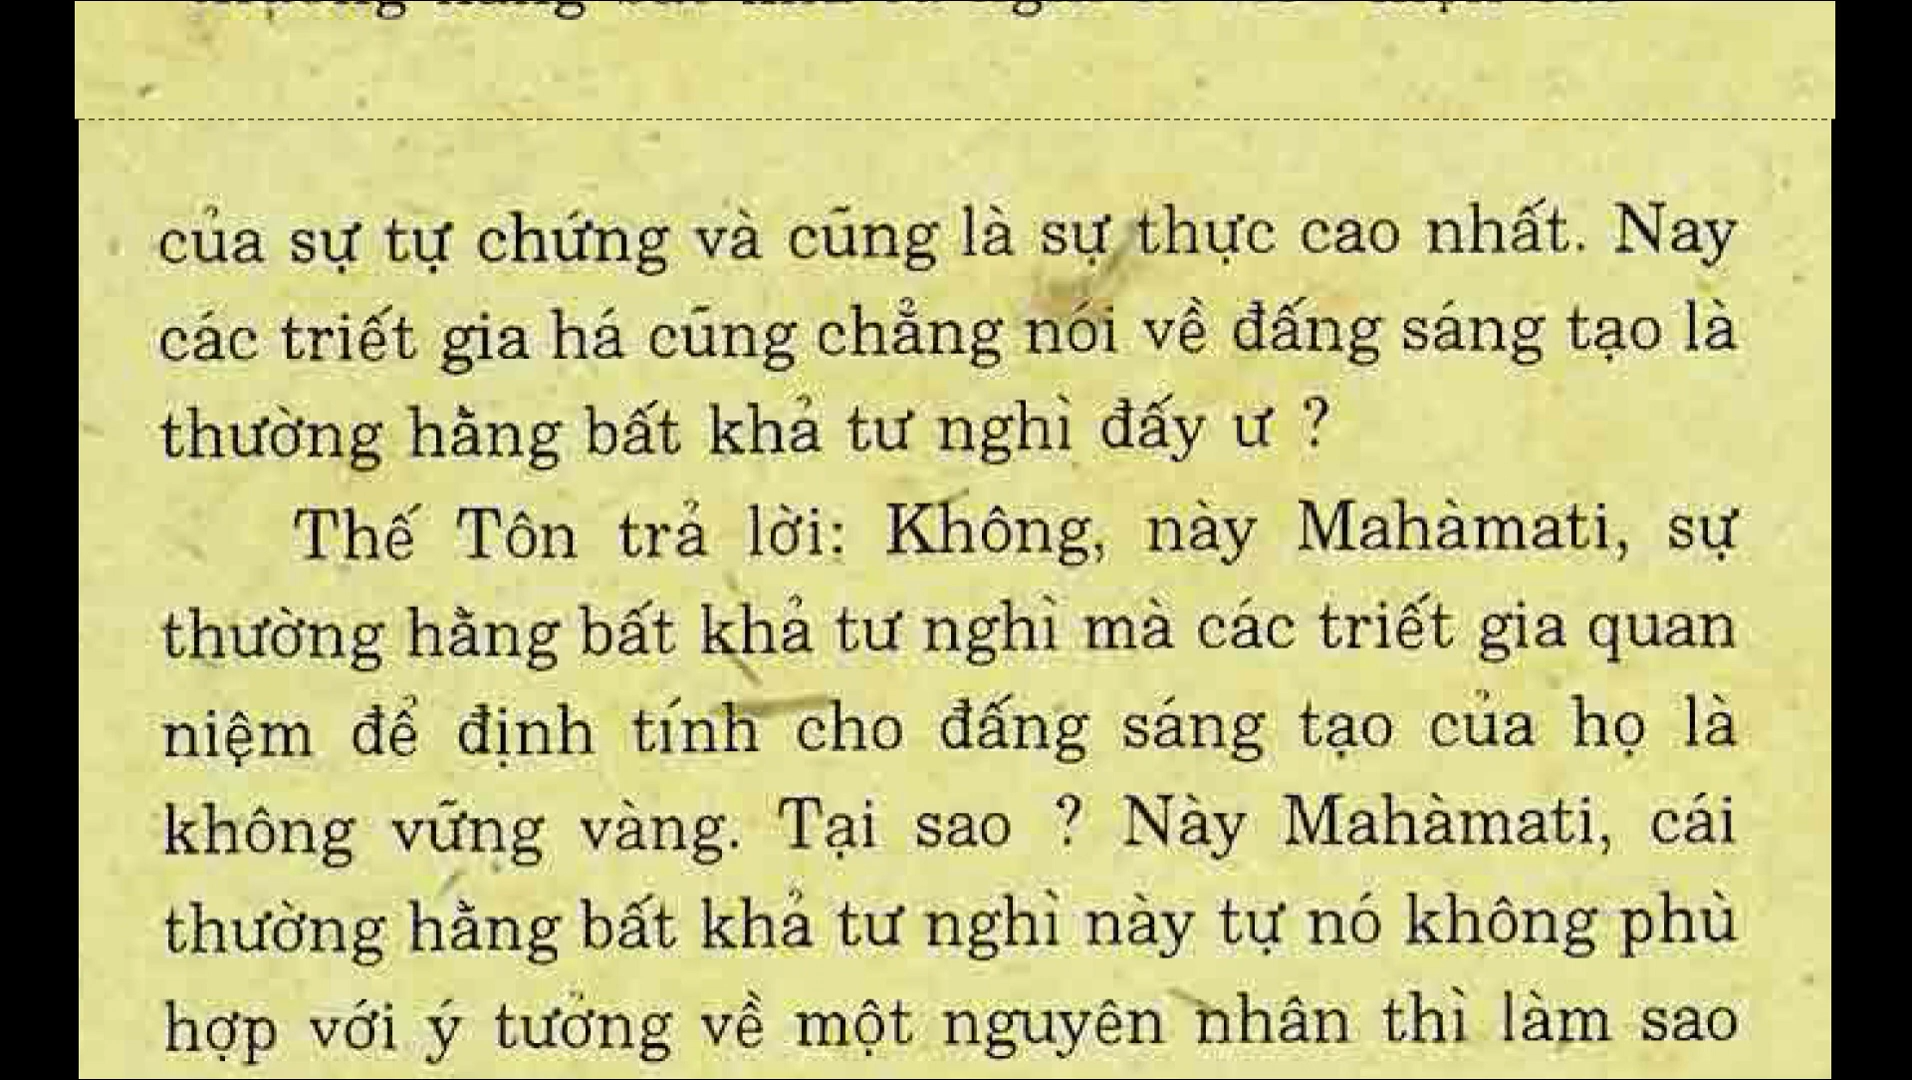 của sự tự chứng và cũng là sự thực cao nhất. Nay
các triết gia há cũng chẳng nói về đấng sáng tạo là
thường hằng bất khả tư nghì đấy ư ?
Thế Tôn trả lời: Không, này Mahàmati, sự
thường hằng bất khả tư nghì mà các triết gia quan
niệm để định tính cho đấng sáng tạo của họ là
không vững vàng. Tại sao ? Này Mahàmati, cái
thường hằng bất khả tư nghì này tự nó không phù
hợp với ý tưởng về một nguyên nhân thì làm sao